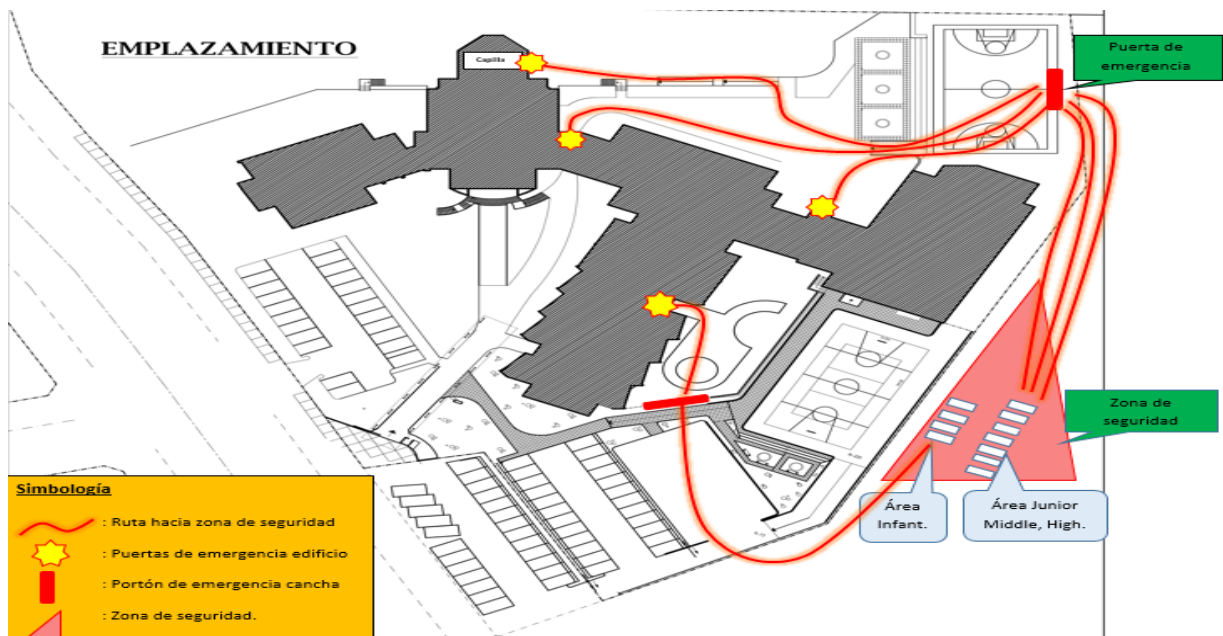 EMPLAZAMIENTO
Capilla
Puerta de
emergencia
Zona de
seguridad
Área
Infant.
Área Junior
Middle, High.
Simbología
: Ruta hacia zona de seguridad
: Puertas de emergencia edificio
: Portón de emergencia cancha
: Zona de seguridad.